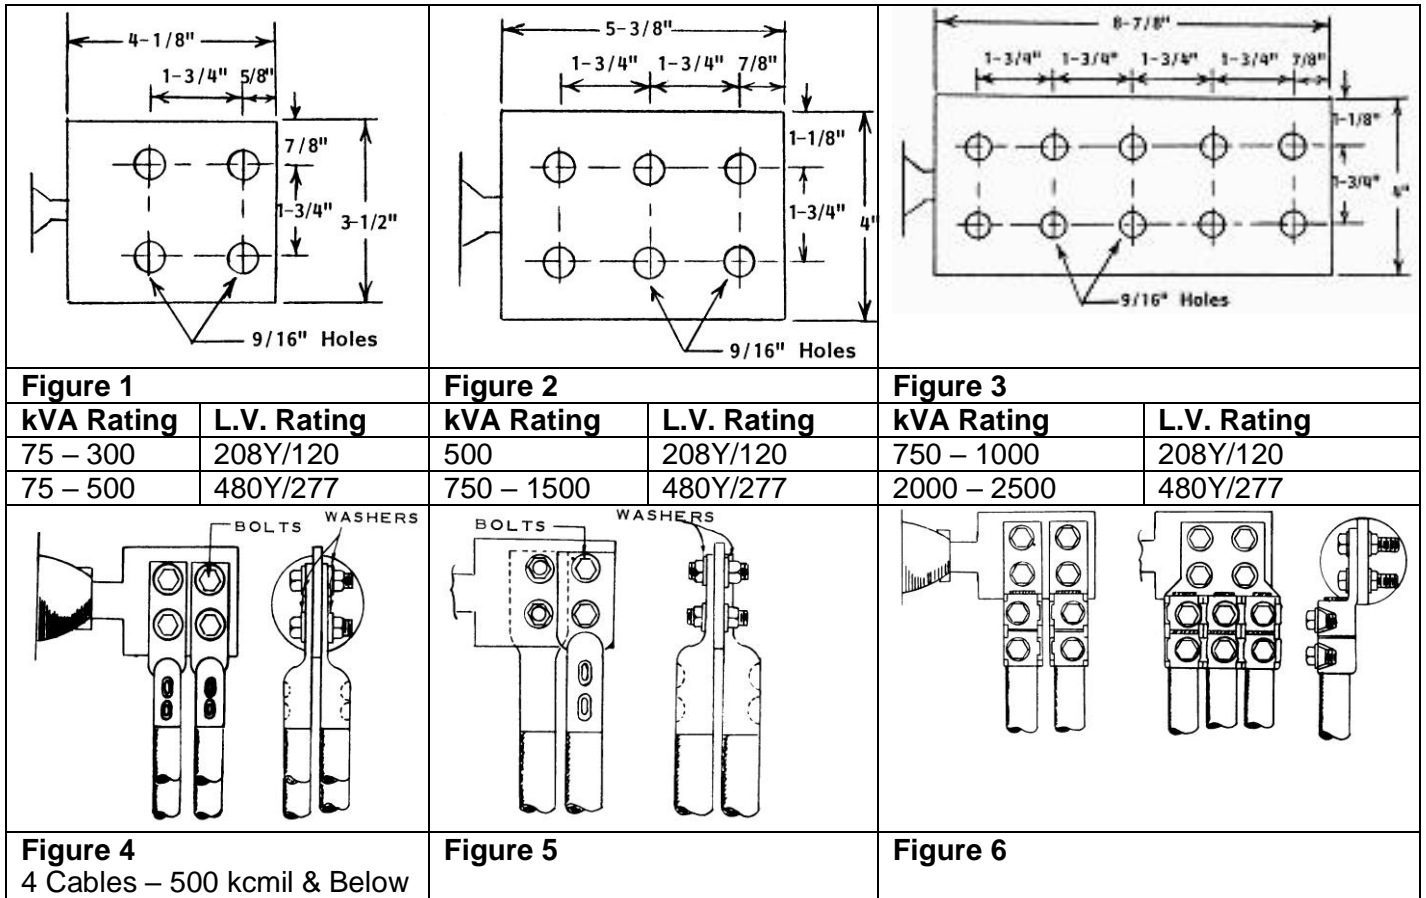 4-1/8"
1-3/4" 5/8"
7/8"
1-3/4"
3-1/2"
9/16" Holes
5-3/8"
1-3/4" 1-3/4" 7/8"
1-1/8"
1-3/4"
4"
9/16" Holes
8-7/8"
1-3/4" 1-3/4" 1-3/4" 1-3/4" 7/8"
1-1/8"
1-3/4"
4"
9/16" Holes
Figure 1
Figure 2
Figure 3
kVA Rating L.V. Rating kVA Rating L.V. Rating kVA Rating L.V. Rating
75 – 300 208Y/120 500 208Y/120 750 – 1000 208Y/120
75 – 500 480Y/277 750 – 1500 480Y/277 2000 – 2500 480Y/277
BOLTS
WASHERS
BOLTS
WASHERS
Figure 4
4 Cables – 500 kcmil & Below
Figure 5
Figure 6